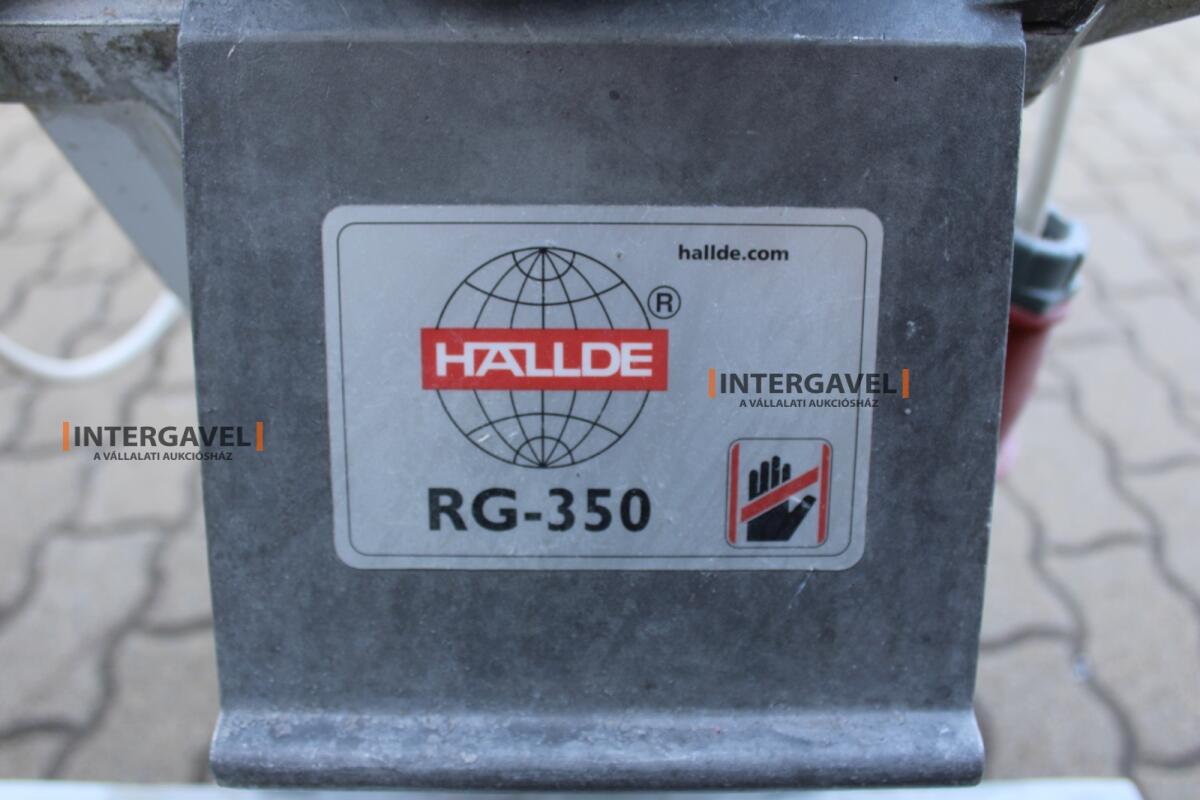 hallde.com
®
HALLDE
INTERGAVEL
A VÁLLALATI AUKCIÓSHÁZ
INTERGAVEL
A VÁLLALATI AUKCIÓSHÁZ
RG-350